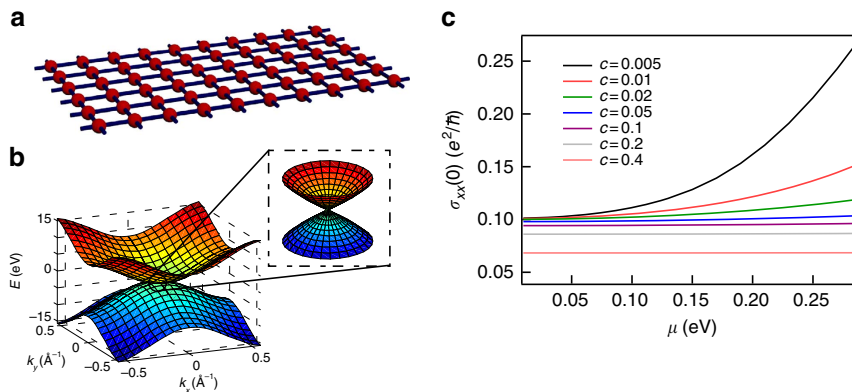 a
b
15
0
−15
E (eV)
0.5
0
−0.5
k_y (Å⁻¹)
−0.5
0
0.5
k_x (Å⁻¹)
c
0.25
0.20
0.15
0.10
0.05
σ_xx(0) (e²/ħ)
c=0.005
c=0.01
c=0.02
c=0.05
c=0.1
c=0.2
c=0.4
0.05 0.10 0.15 0.20 0.25
μ (eV)